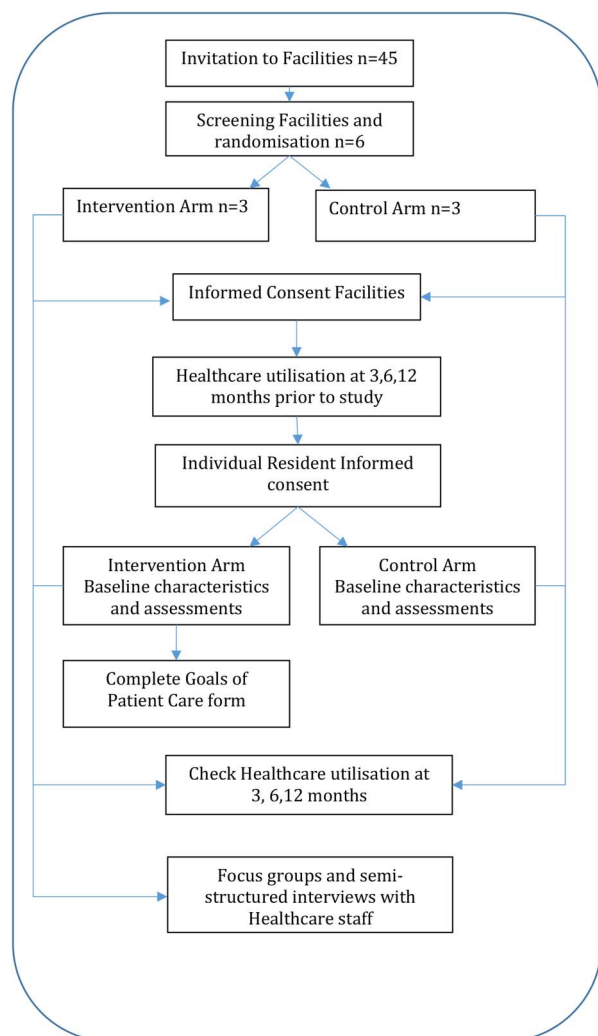 Invitation to Facilities n=45
Screening Facilities and
randomisation n=6
Intervention Arm n=3
Control Arm n=3
Informed Consent Facilities
Healthcare utilisation at 3,6,12
months prior to study
Individual Resident Informed
consent
Intervention Arm
Baseline characteristics
and assessments
Control Arm
Baseline characteristics
and assessments
Complete Goals of
Patient Care form
Check Healthcare utilisation at
3, 6,12 months
Focus groups and semi-
structured interviews with
Healthcare staff